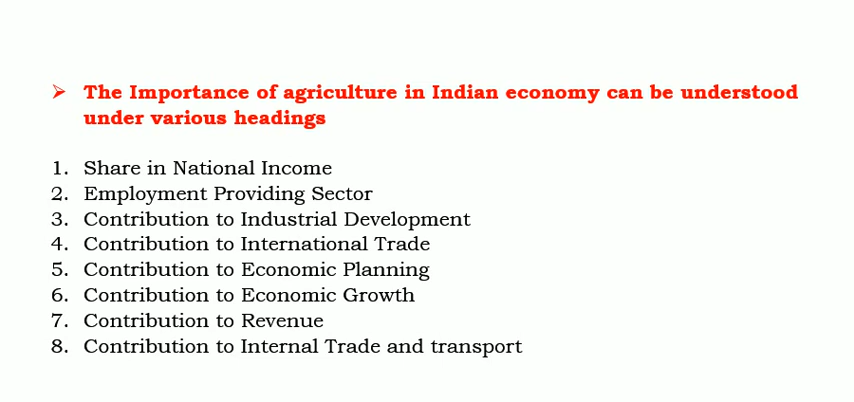 ➢ The Importance of agriculture in Indian economy can be understood
under various headings
1. Share in National Income
2. Employment Providing Sector
3. Contribution to Industrial Development
4. Contribution to International Trade
5. Contribution to Economic Planning
6. Contribution to Economic Growth
7. Contribution to Revenue
8. Contribution to Internal Trade and transport